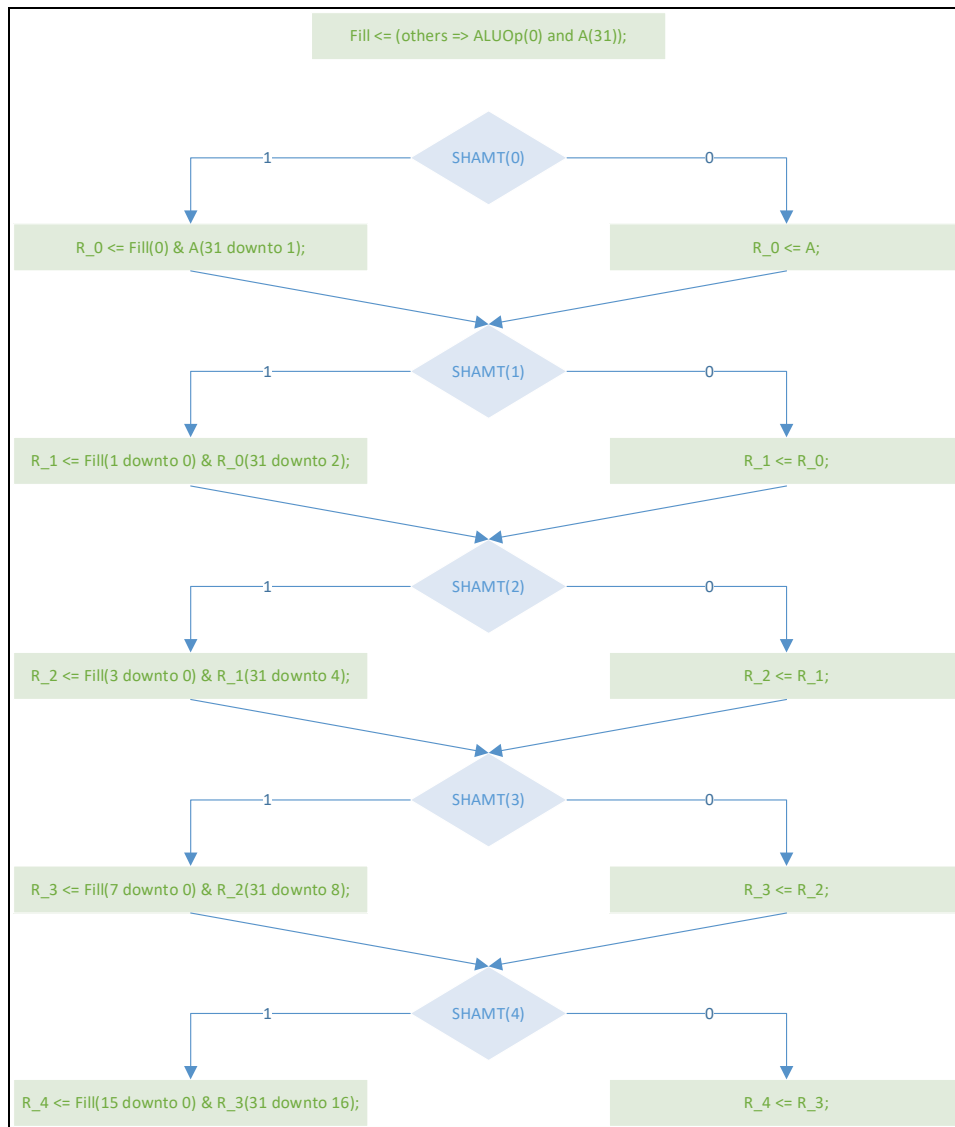 Fill <= (others => ALUOp(0) and A(31));
SHAMT(0)
1
0
R_0 <= Fill(0) & A(31 downto 1);
R_0 <= A;
SHAMT(1)
1
0
R_1 <= Fill(1 downto 0) & R_0(31 downto 2);
R_1 <= R_0;
SHAMT(2)
1
0
R_2 <= Fill(3 downto 0) & R_1(31 downto 4);
R_2 <= R_1;
SHAMT(3)
1
0
R_3 <= Fill(7 downto 0) & R_2(31 downto 8);
R_3 <= R_2;
SHAMT(4)
1
0
R_4 <= Fill(15 downto 0) & R_3(31 downto 16);
R_4 <= R_3;